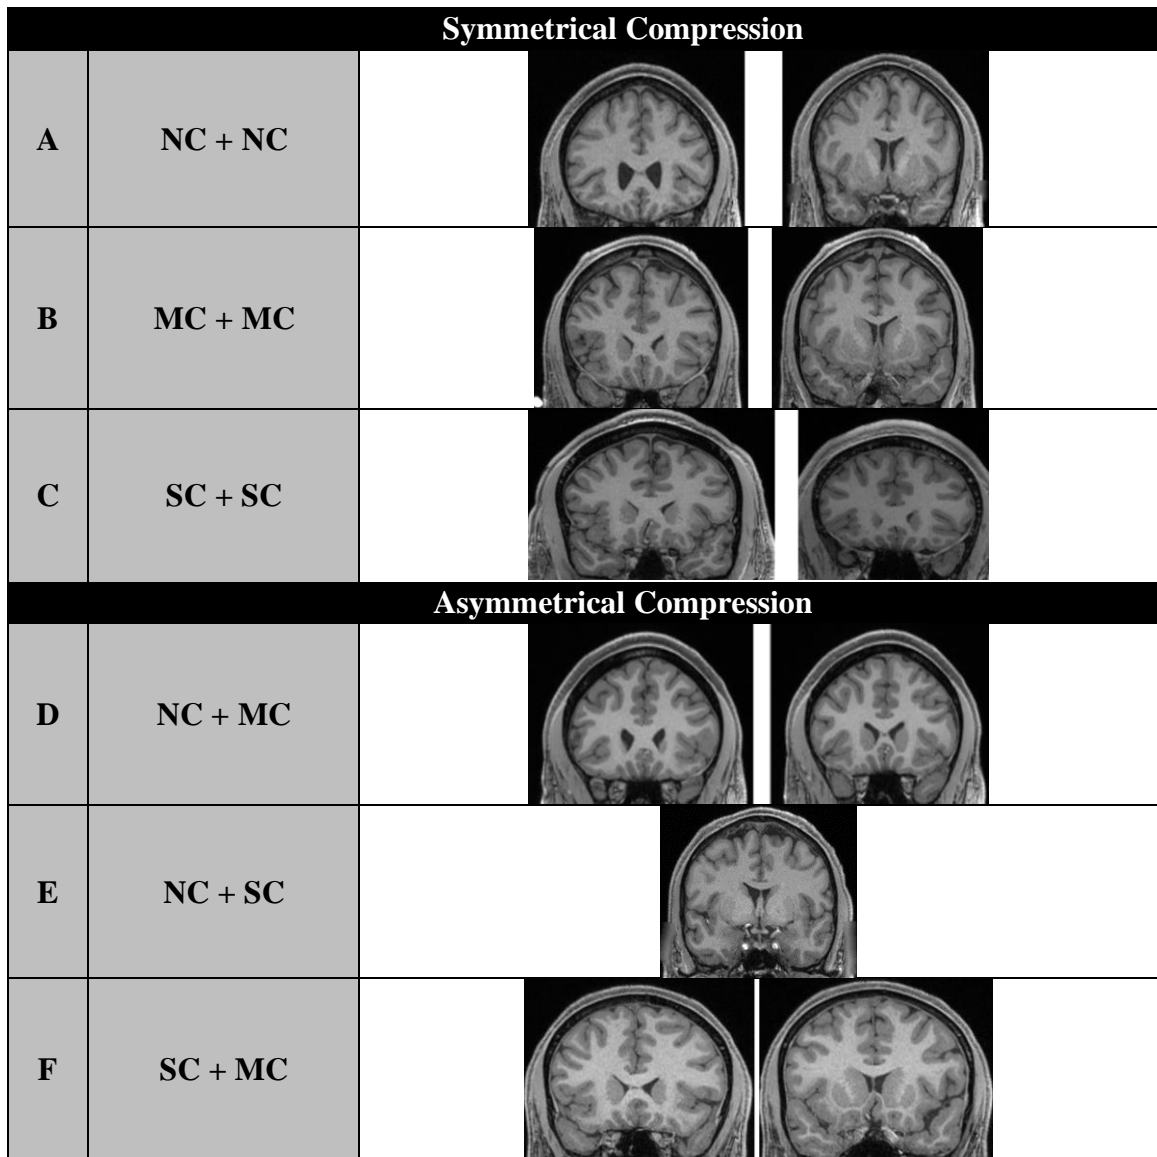 Symmetrical Compression
A NC + NC
B MC + MC
C SC + SC
Asymmetrical Compression
D NC + MC
E NC + SC
F SC + MC